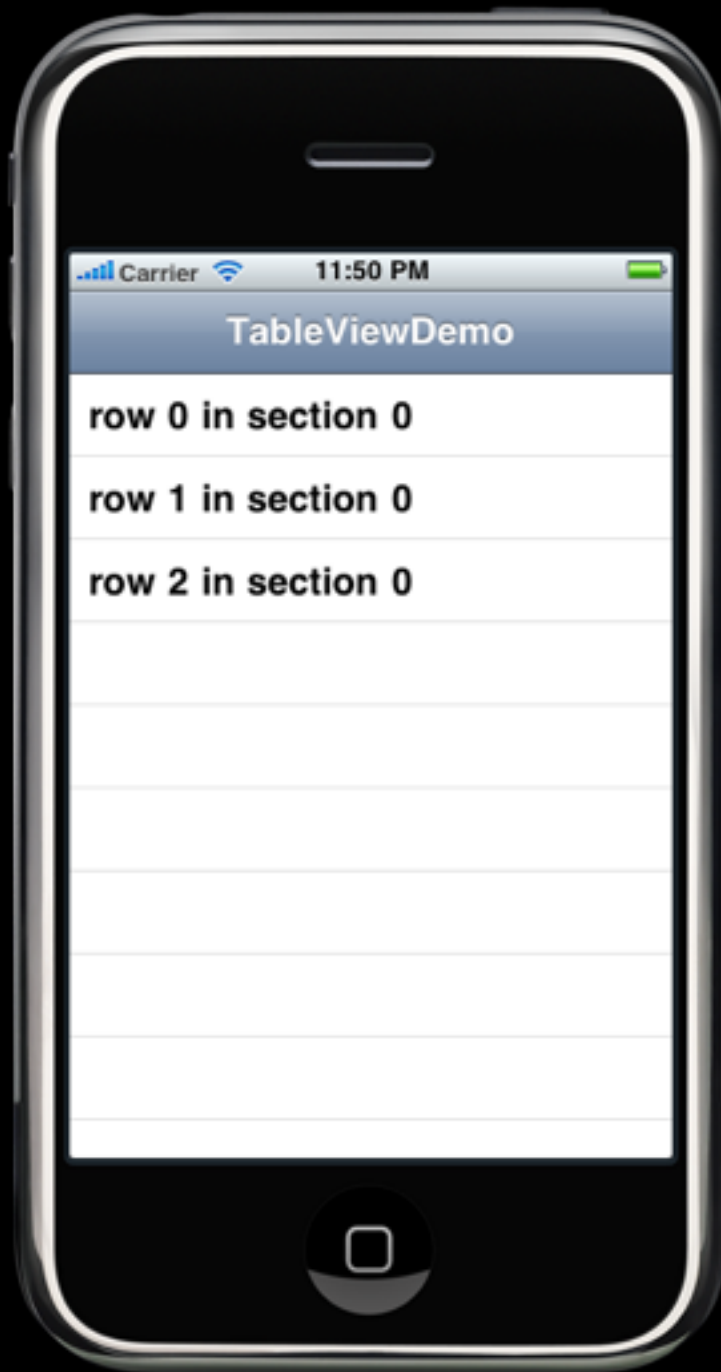 Carrier 11:50 PM
TableViewDemo
row 0 in section 0
row 1 in section 0
row 2 in section 0